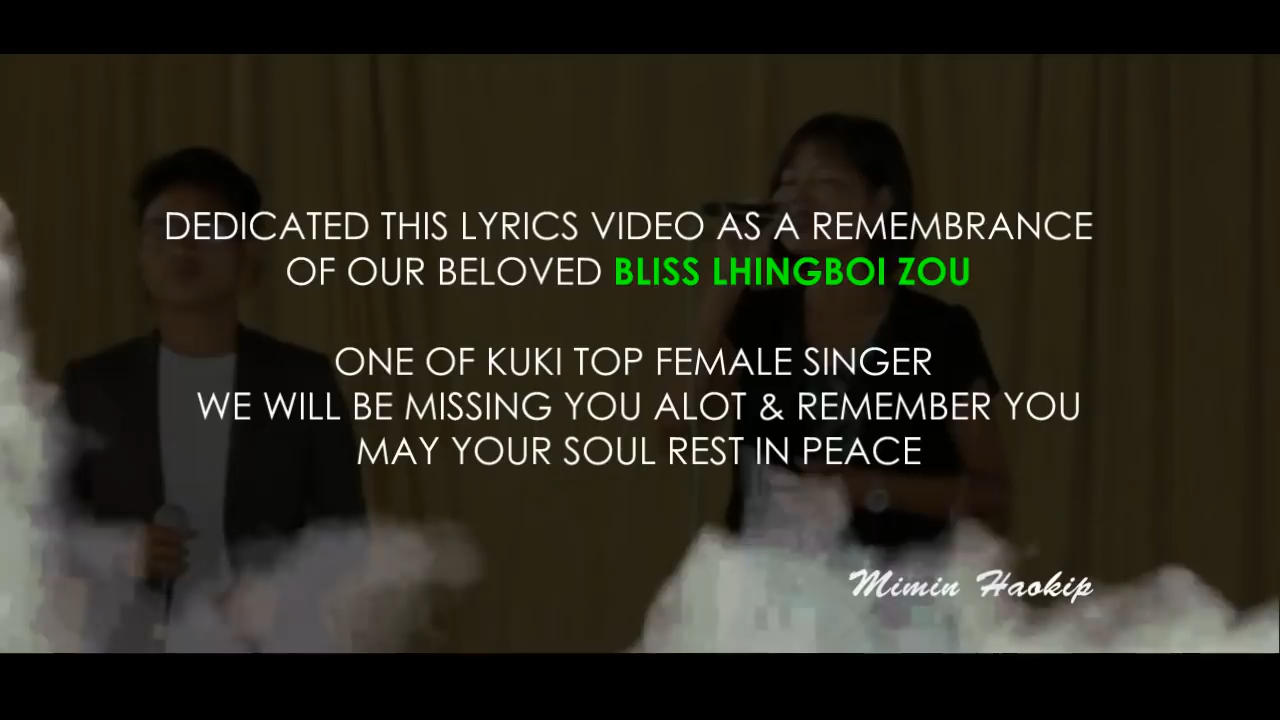 DEDICATED THIS LYRICS VIDEO AS A REMEMBRANCE
OF OUR BELOVED BLISS LHINGBOI ZOU
ONE OF KUKI TOP FEMALE SINGER
WE WILL BE MISSING YOU ALOT & REMEMBER YOU
MAY YOUR SOUL REST IN PEACE
Mimin Haokip